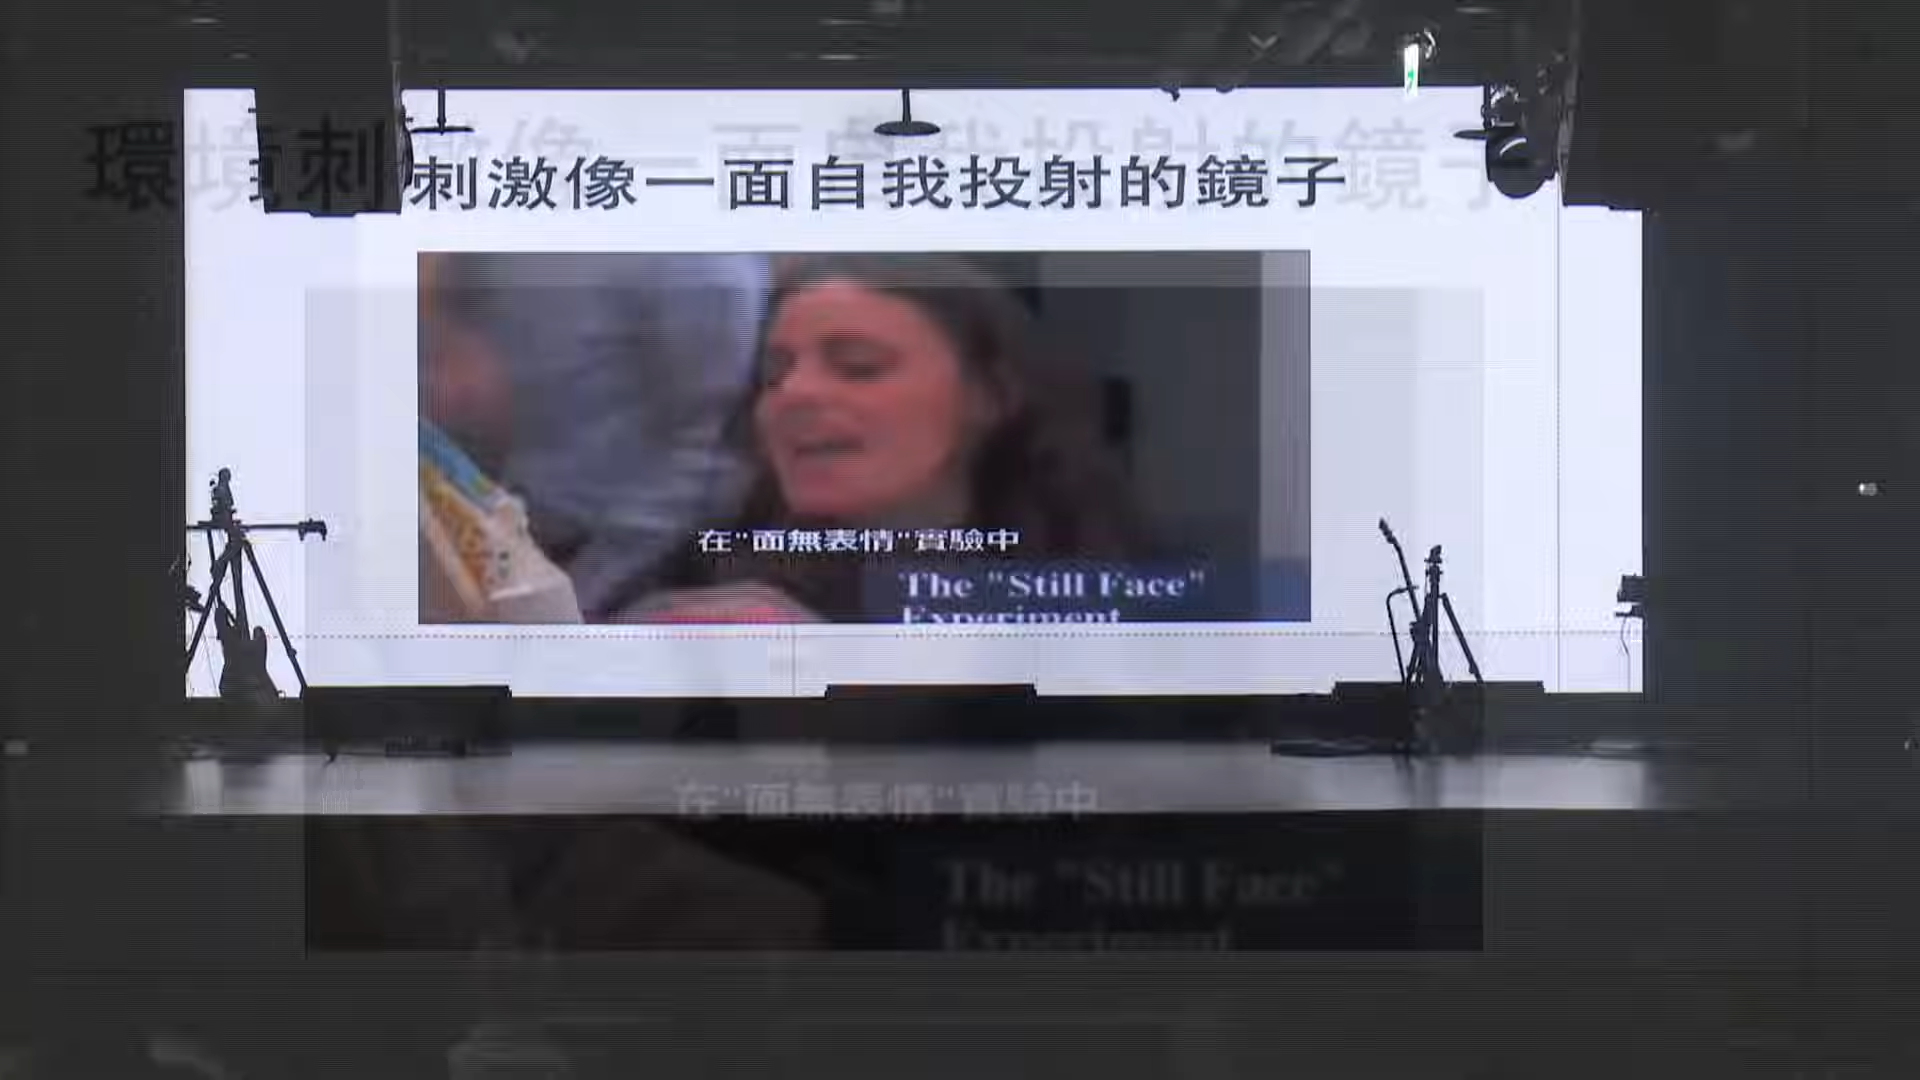 環境刺激像一面自我投射的鏡子
在"面無表情"實驗中
The "Still Face"
Experiment